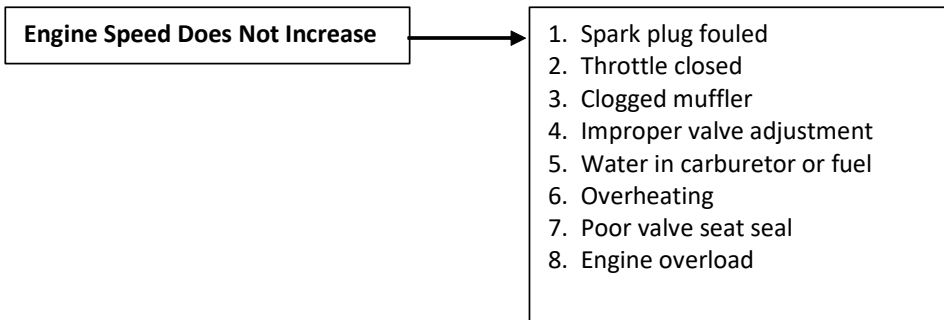 Engine Speed Does Not Increase
1. Spark plug fouled
2. Throttle closed
3. Clogged muffler
4. Improper valve adjustment
5. Water in carburetor or fuel
6. Overheating
7. Poor valve seat seal
8. Engine overload